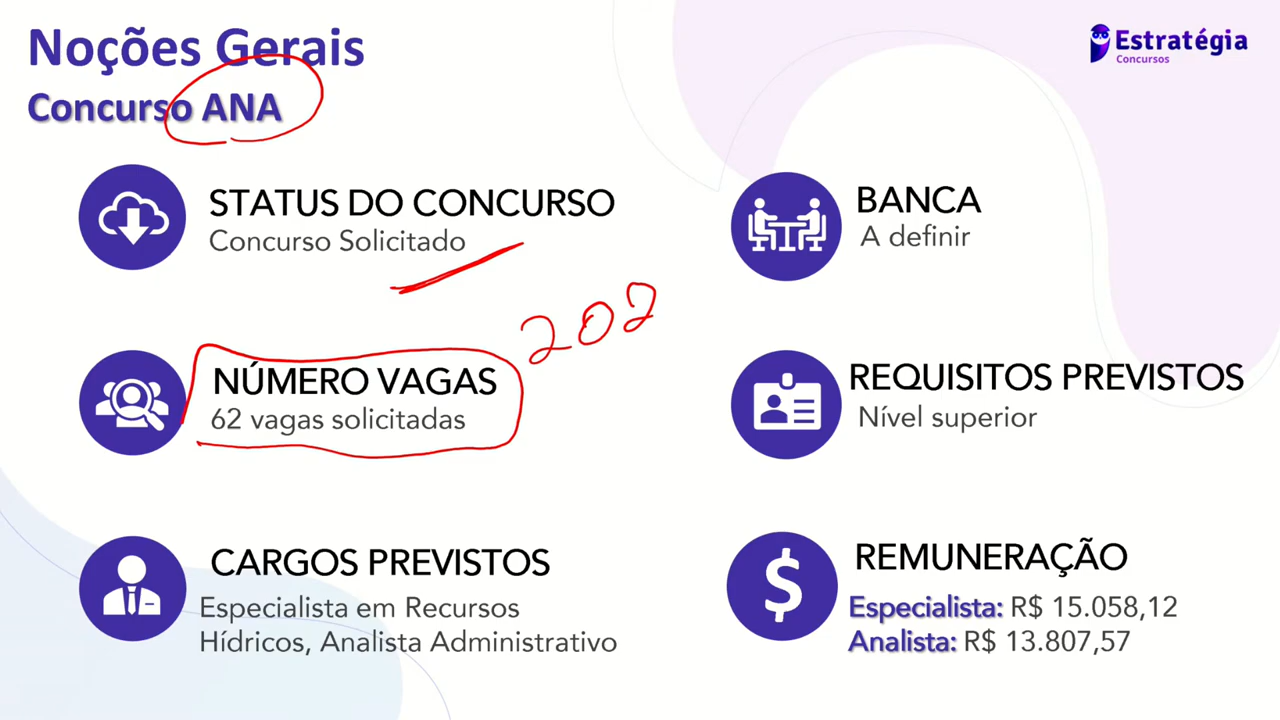 Noções Gerais
Concurso ANA
Estratégia
Concursos
STATUS DO CONCURSO
Concurso Solicitado
BANCA
A definir
202
NÚMERO VAGAS
62 vagas solicitadas
REQUISITOS PREVISTOS
Nível superior
CARGOS PREVISTOS
Especialista em Recursos
Hídricos, Analista Administrativo
REMUNERAÇÃO
Especialista: R$ 15.058,12
Analista: R$ 13.807,57